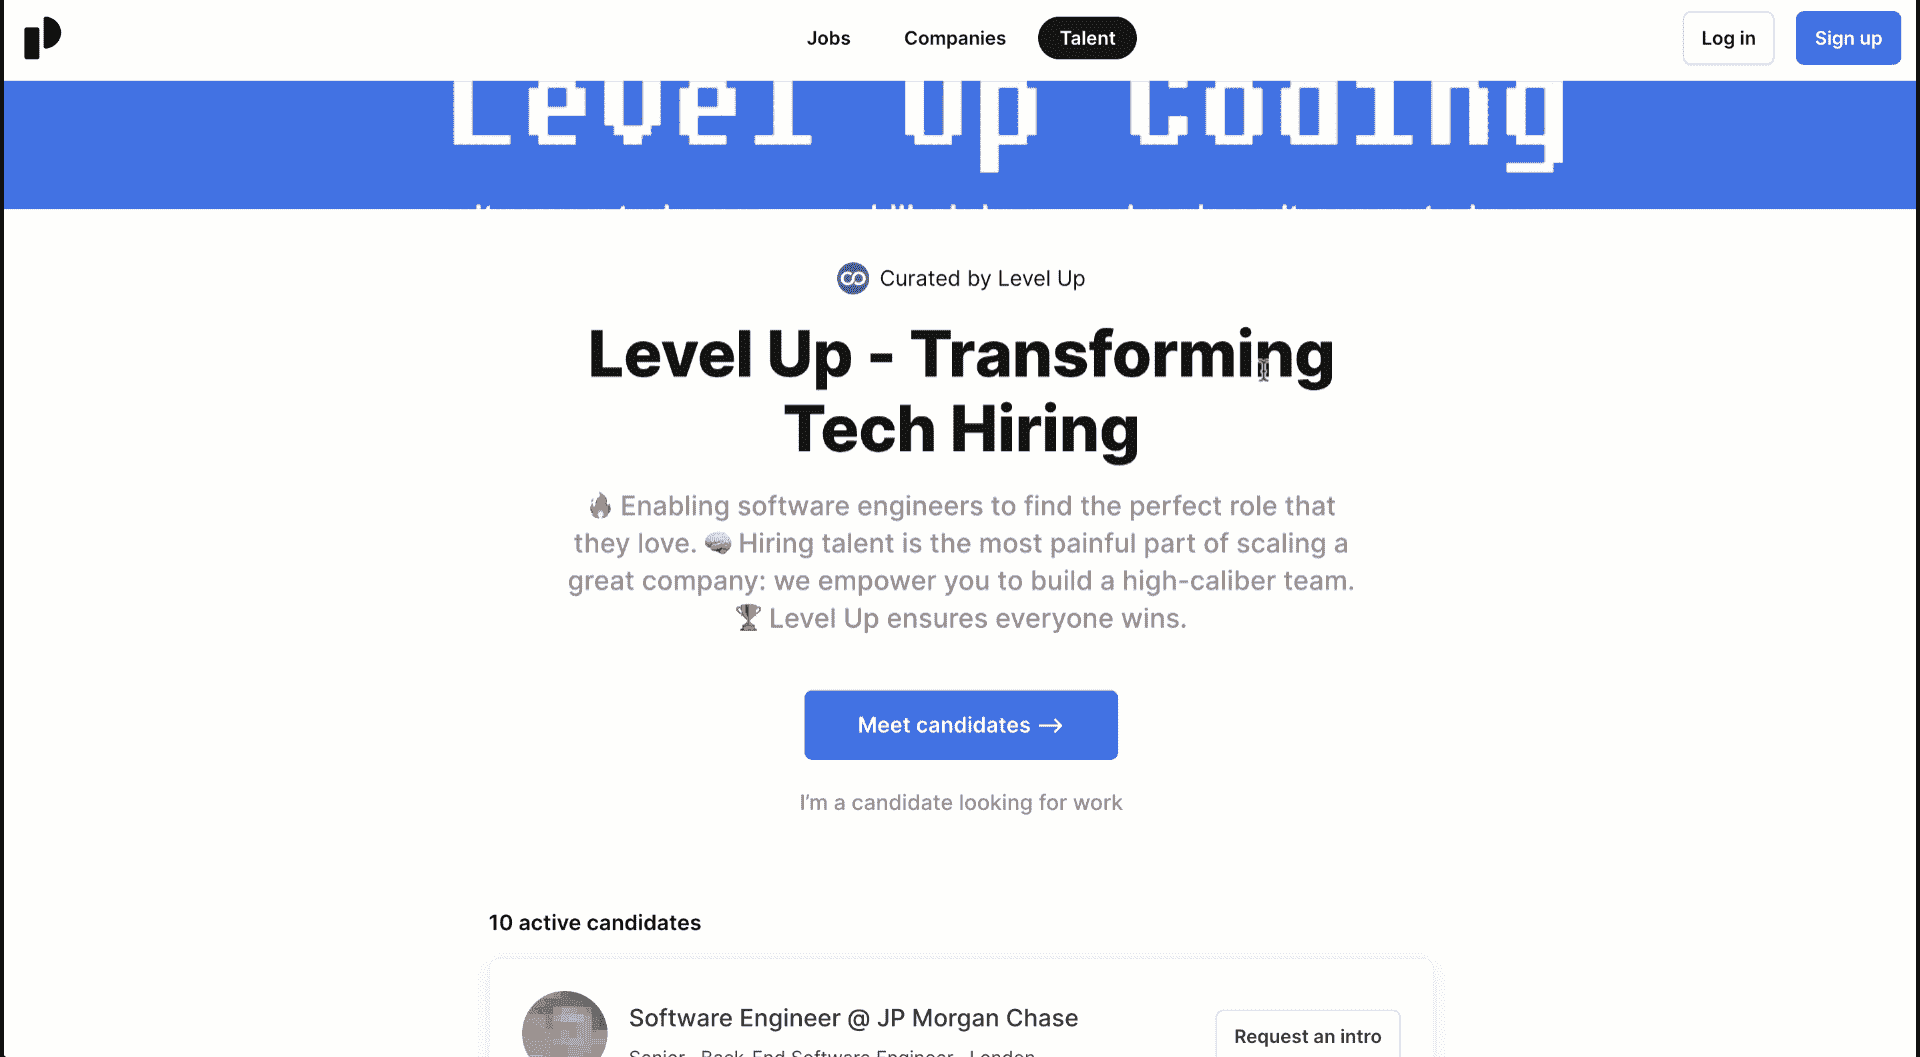 Jobs
Companies
Talent
Log in
Sign up
Level Up Coding
Curated by Level Up
Level Up - Transforming
Tech Hiring
🔥 Enabling software engineers to find the perfect role that
they love. 🧠 Hiring talent is the most painful part of scaling a
great company: we empower you to build a high-caliber team.
🏆 Level Up ensures everyone wins.
Meet candidates →
I'm a candidate looking for work
10 active candidates
Software Engineer @ JP Morgan Chase
Request an intro
Senior · Back-End Software Engineer · London